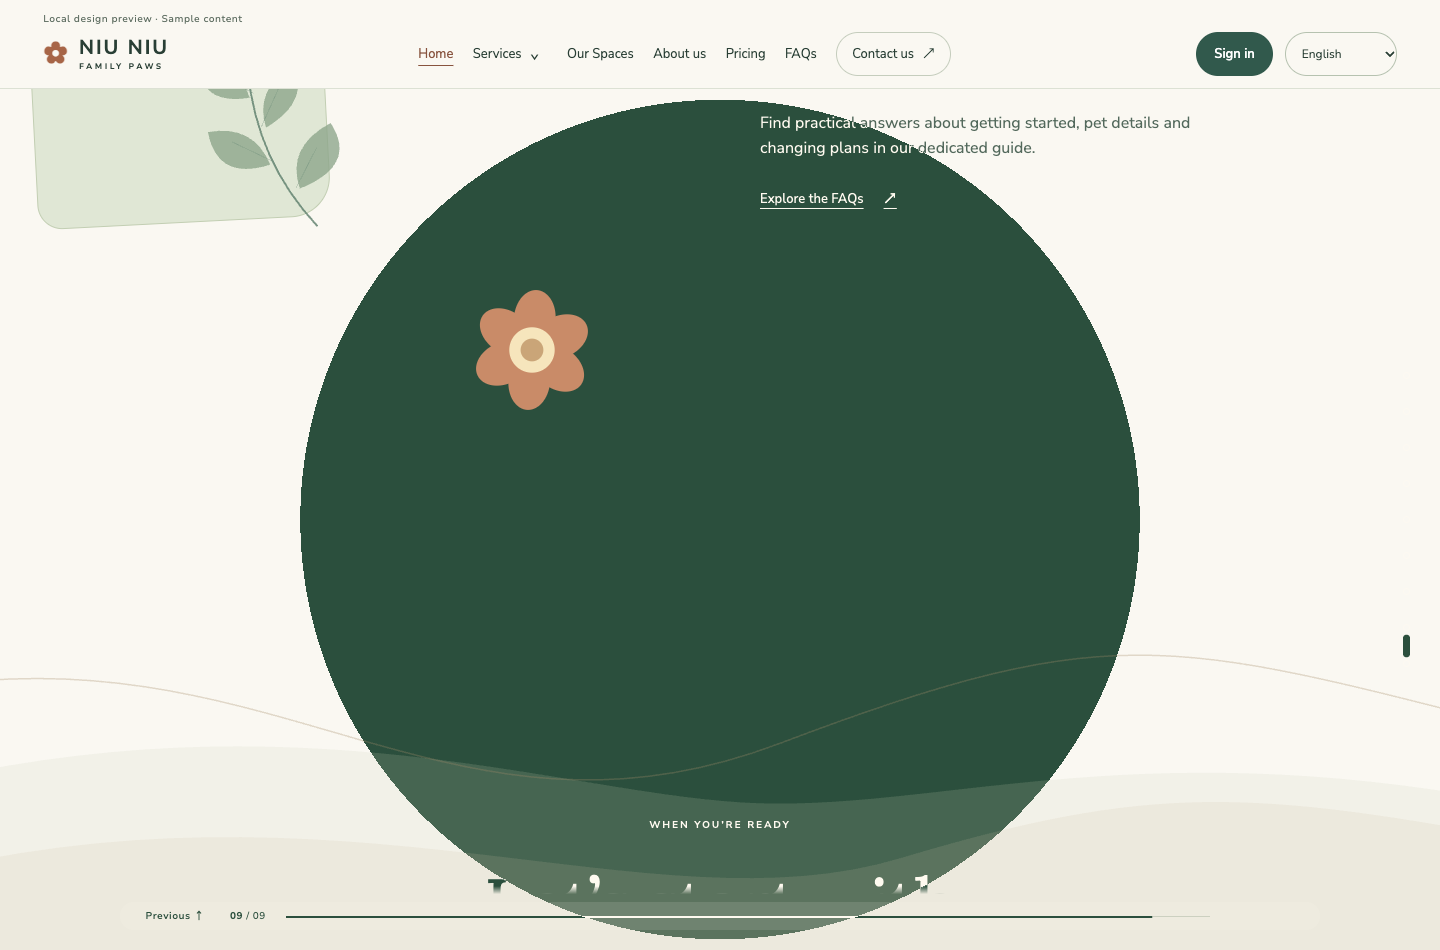 Local design preview · Sample content
NIU NIU
FAMILY PAWS
Home
Services
Our Spaces
About us
Pricing
FAQs
Contact us ↗
Sign in
English
Find practical answers about getting started, pet details and
changing plans in our dedicated guide.
Explore the FAQs ↗
WHEN YOU'RE READY
Previous ↑
09 / 09